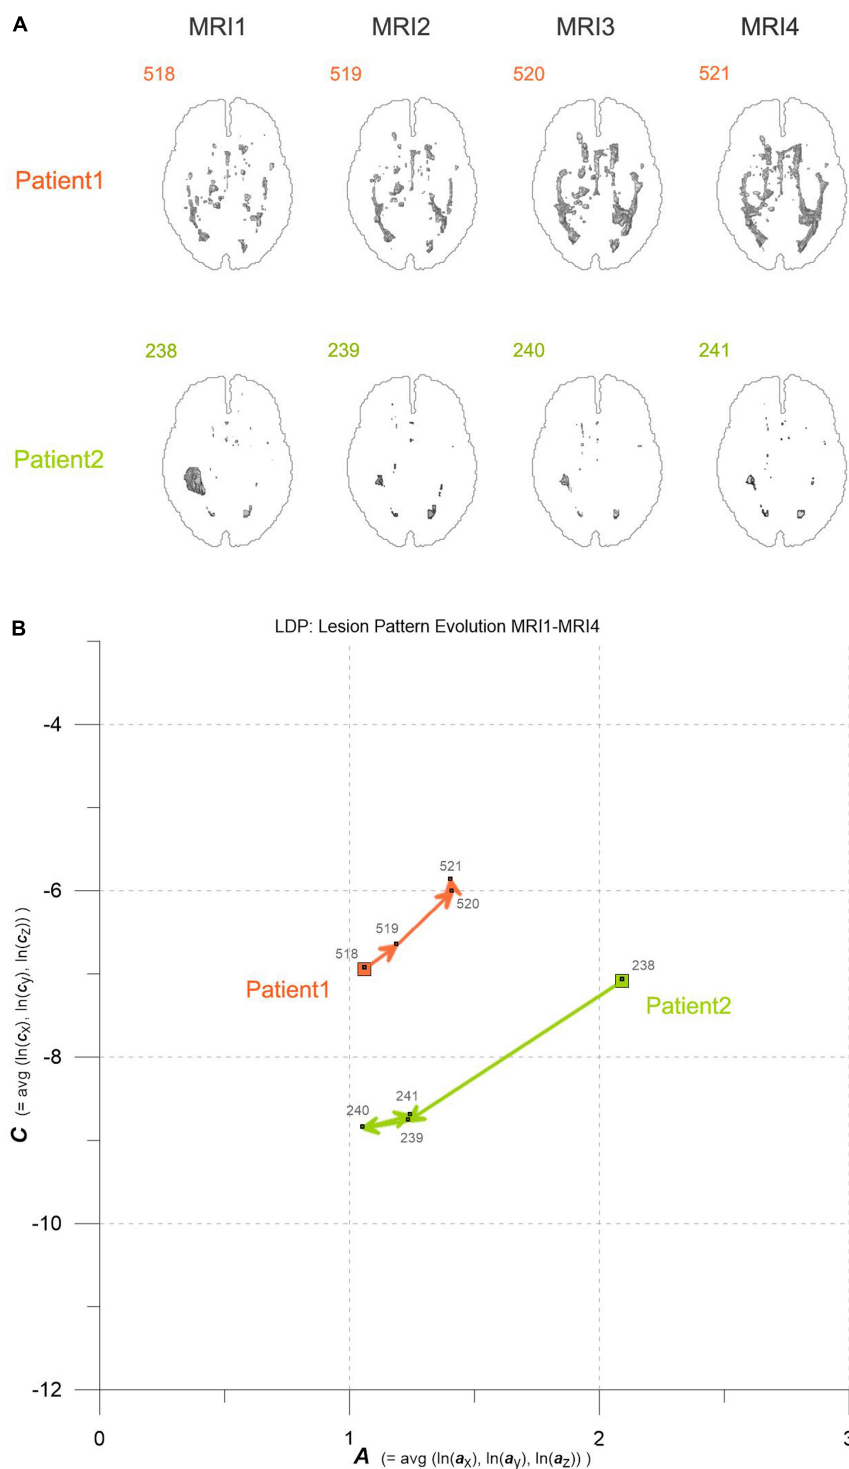 A
MRI1 MRI2 MRI3 MRI4
518 519 520 521
Patient1
238 239 240 241
Patient2
B
LDP: Lesion Pattern Evolution MRI1-MRI4
-4
-6
-8
-10
-12
C (= avg (ln(cx), ln(cy), ln(cz)) )
521
520
519
518
Patient1
238
Patient2
241
240
239
0 1 2 3
A (= avg (ln(ax), ln(ay), ln(az)) )